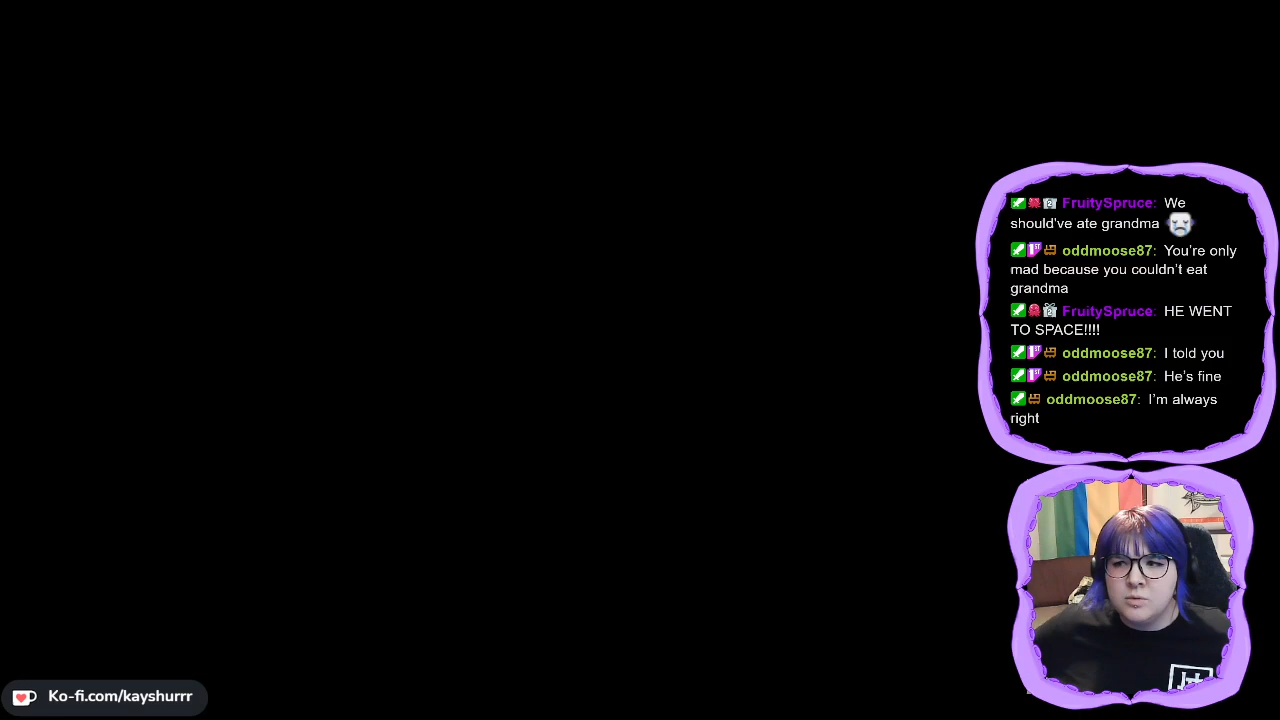 FruitySpruce: We
should've ate grandma
oddmoose87: You're only
mad because you couldn't eat
grandma
FruitySpruce: HE WENT
TO SPACE!!!!
oddmoose87: I told you
oddmoose87: He's fine
oddmoose87: I'm always
right
Ko-fi.com/kayshurrr